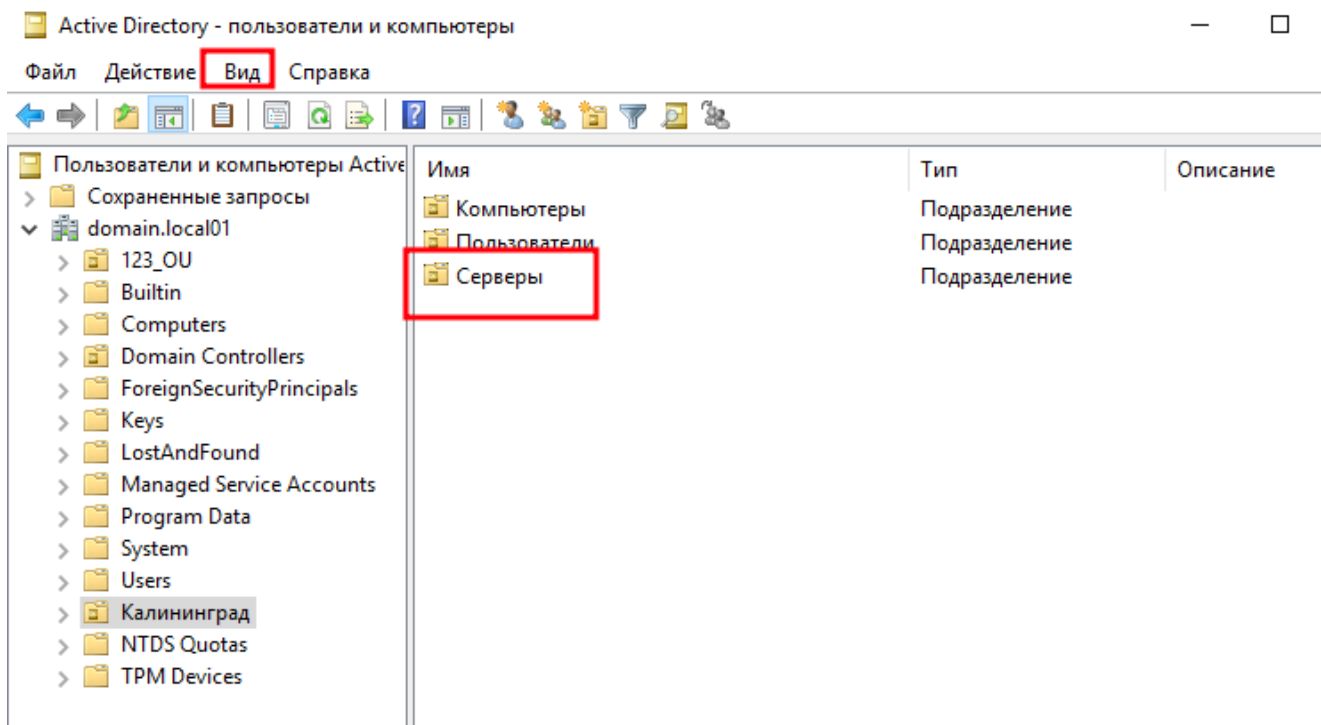 Active Directory - пользователи и компьютеры
Файл Действие Вид Справка
Пользователи и компьютеры Active
Сохраненные запросы
domain.local01
123_OU
Builtin
Computers
Domain Controllers
ForeignSecurityPrincipals
Keys
LostAndFound
Managed Service Accounts
Program Data
System
Users
Калининград
NTDS Quotas
TPM Devices
Имя Тип Описание
Компьютеры Подразделение
Пользователи Подразделение
Серверы Подразделение